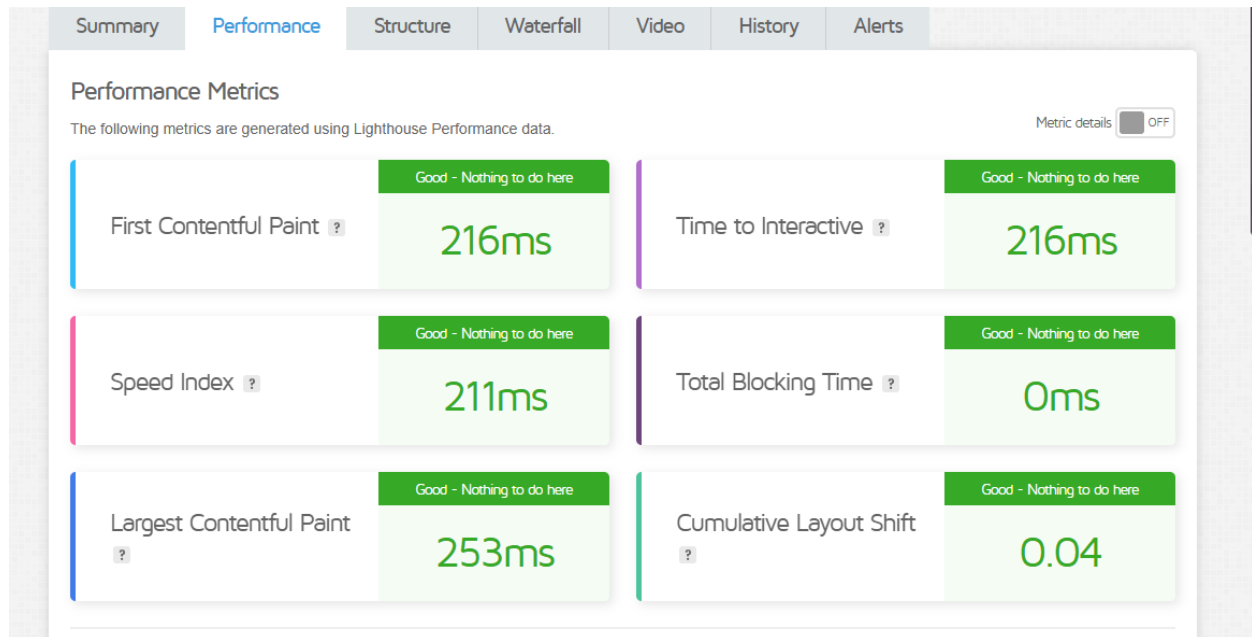 Summary Performance Structure Waterfall Video History Alerts
Performance Metrics
The following metrics are generated using Lighthouse Performance data.
Metric details OFF
Good - Nothing to do here
First Contentful Paint ?
216ms
Good - Nothing to do here
Time to Interactive ?
216ms
Good - Nothing to do here
Speed Index ?
211ms
Good - Nothing to do here
Total Blocking Time ?
0ms
Good - Nothing to do here
Largest Contentful Paint
?
253ms
Good - Nothing to do here
Cumulative Layout Shift
?
0.04